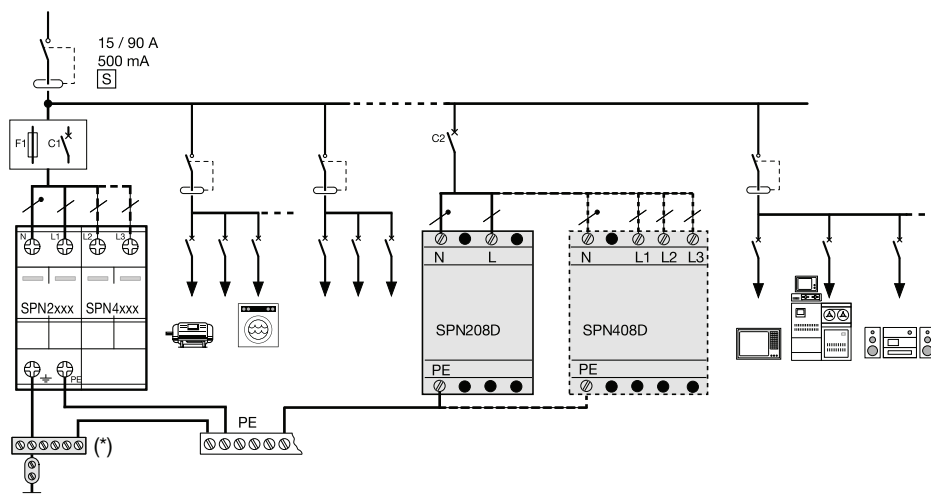 15 / 90 A
500 mA
S
F1 C1
C2
N L1 L2 L3
SPN2xxx SPN4xxx
PE
(*)
PE
N L
SPN208D
PE
N L1 L2 L3
SPN408D
PE